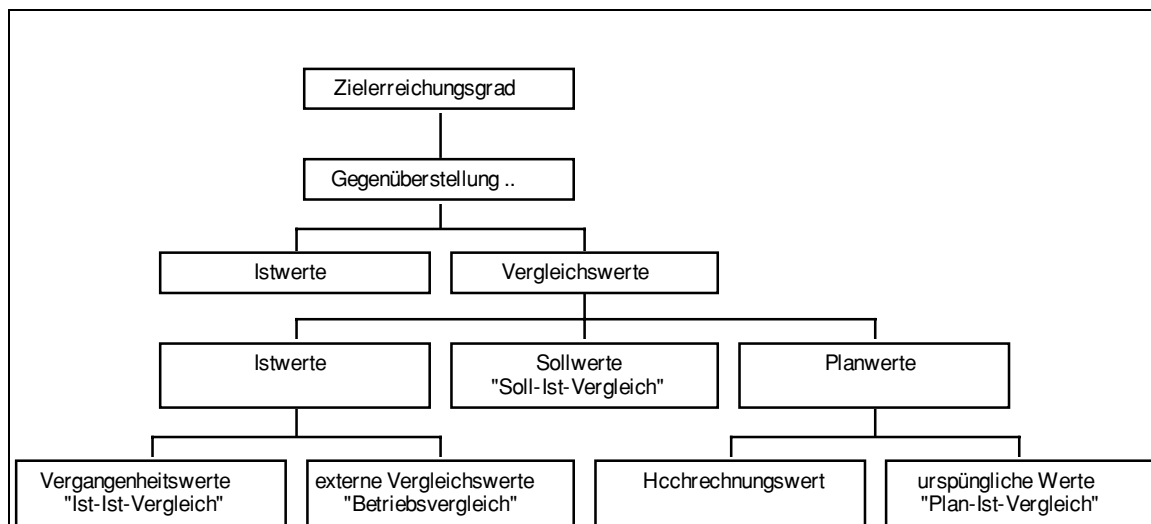 Zielerreichungsgrad
Gegenüberstellung ..
Istwerte
Vergleichswerte
Istwerte
Sollwerte
"Soll-Ist-Vergleich"
Planwerte
Vergangenheitswerte
"Ist-Ist-Vergleich"
externe Vergleichswerte
"Betriebsvergleich"
Hcchrechnungswert
urspüngliche Werte
"Plan-Ist-Vergleich"